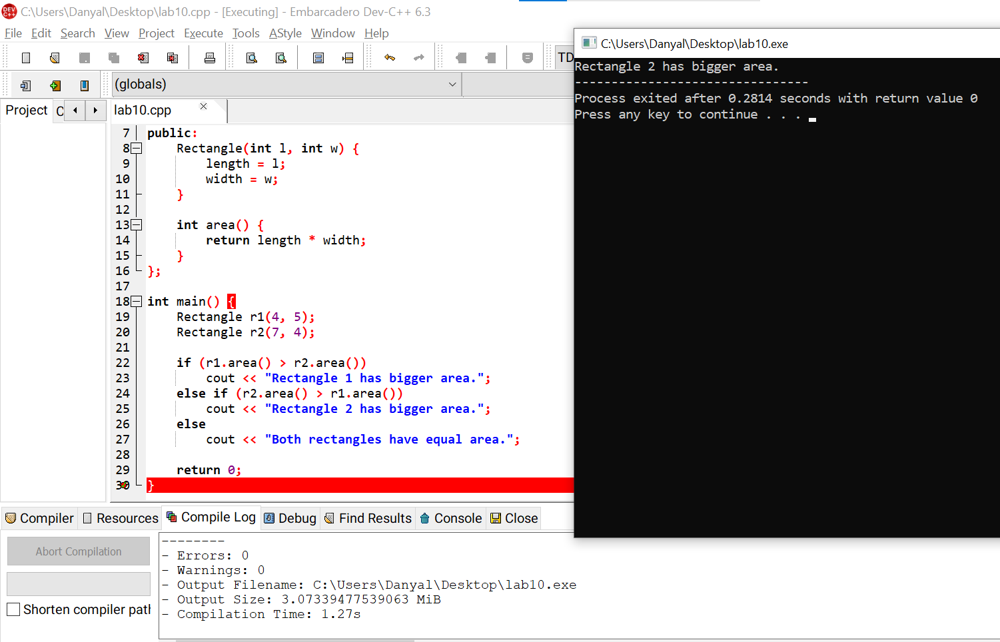 C:\Users\Danyal\Desktop\lab10.cpp - [Executing] - Embarcadero Dev-C++ 6.3
File Edit Search View Project Execute Tools AStyle Window Help
TD
(globals)
Project C
lab10.cpp
7 public:
8 Rectangle(int l, int w) {
9 length = l;
10 width = w;
11 }
12
13 int area() {
14 return length * width;
15 }
16 };
17
18 int main() {
19 Rectangle r1(4, 5);
20 Rectangle r2(7, 4);
21
22 if (r1.area() > r2.area())
23 cout << "Rectangle 1 has bigger area.";
24 else if (r2.area() > r1.area())
25 cout << "Rectangle 2 has bigger area.";
26 else
27 cout << "Both rectangles have equal area.";
28
29 return 0;
30 }
C:\Users\Danyal\Desktop\lab10.exe
Rectangle 2 has bigger area.
--------------------------------
Process exited after 0.2814 seconds with return value 0
Press any key to continue . . .
Compiler Resources Compile Log Debug Find Results Console Close
Abort Compilation
Shorten compiler pat
--------
- Errors: 0
- Warnings: 0
- Output Filename: C:\Users\Danyal\Desktop\lab10.exe
- Output Size: 3.07339477539063 MiB
- Compilation Time: 1.27s